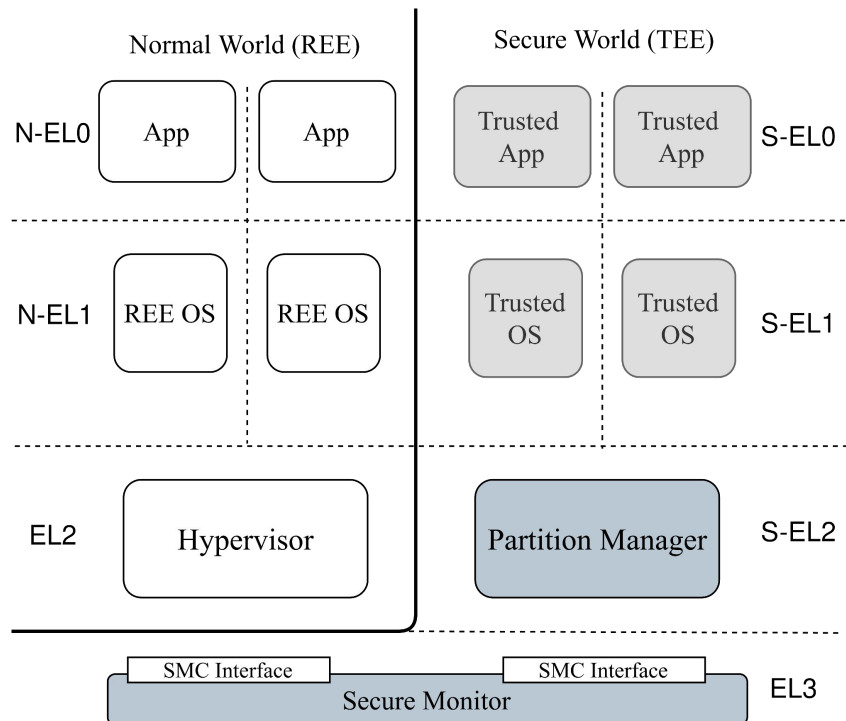 Normal World (REE)
Secure World (TEE)
N-EL0
App
App
Trusted
App
Trusted
App
S-EL0
N-EL1
REE OS
REE OS
Trusted
OS
Trusted
OS
S-EL1
EL2
Hypervisor
Partition Manager
S-EL2
SMC Interface
SMC Interface
Secure Monitor
EL3